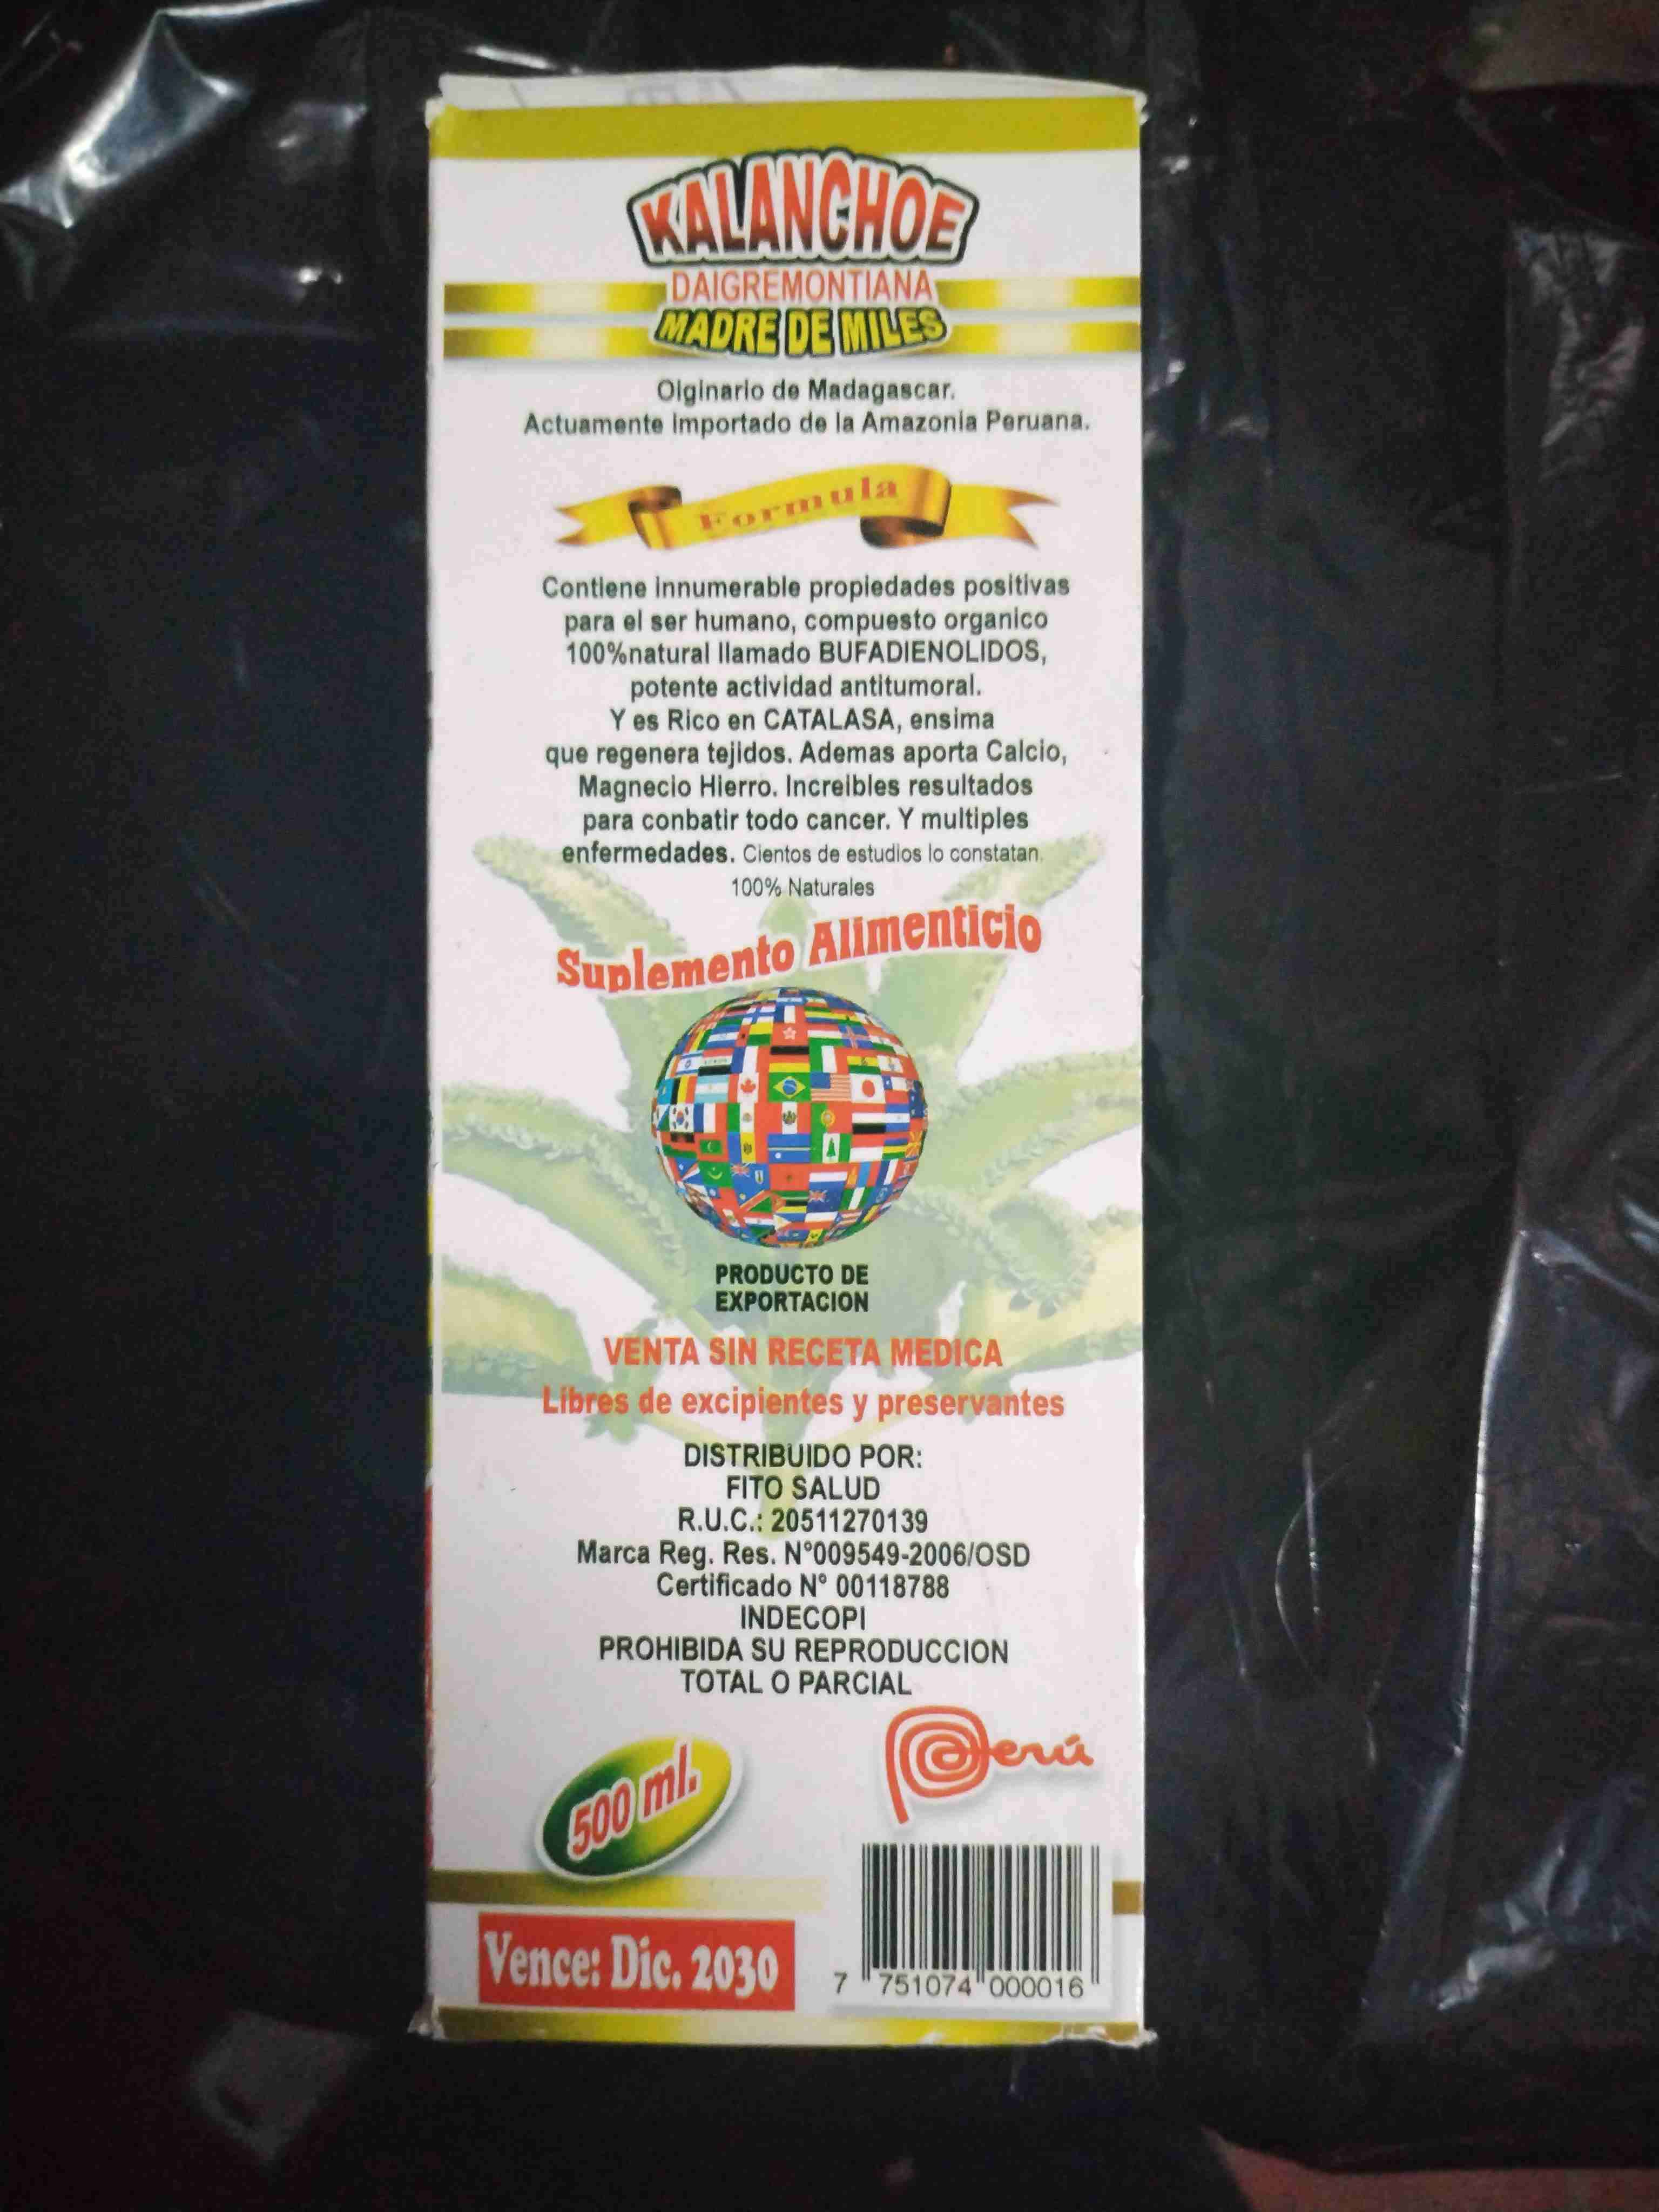 KALANCHOE
DAIGREMONTIANA
MADRE DE MILES
Oiginario de Madagascar.
Actuamente Importado de la Amazonia Peruana.
Formula
Contiene innumerable propiedades positivas
para el ser humano, compuesto organico
100%natural llamado BUFADIENOLIDOS,
potente actividad antitumoral.
Y es Rico en CATALASA, ensima
que regenera tejidos. Ademas aporta Calcio,
Magnecio Hierro. Increibles resultados
para conbatir todo cancer. Y multiples
enfermedades. Cientos de estudios lo constatan.
100% Naturales
Suplemento Alimenticio
PRODUCTO DE
EXPORTACION
VENTA SIN RECETA MEDICA
Libres de excipientes y preservantes
DISTRIBUIDO POR:
FITO SALUD
R.U.C.: 20511270139
Marca Reg. Res. N°009549-2006/OSD
Certificado N° 00118788
INDECOPI
PROHIBIDA SU REPRODUCCION
TOTAL O PARCIAL
500 ml.
Perú
Vence: Dic. 2030
7 751074 000016